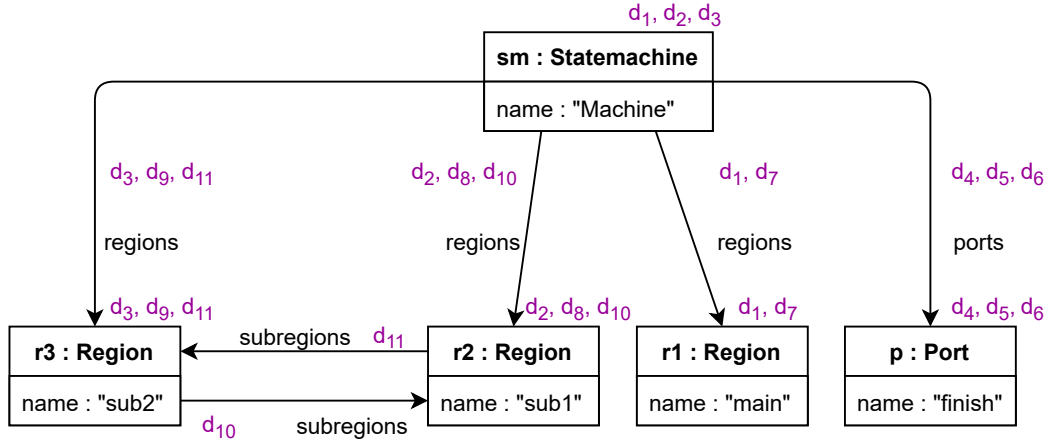 d1, d2, d3
sm : Statemachine
name : "Machine"
d3, d9, d11
d2, d8, d10
d1, d7
d4, d5, d6
regions
regions
regions
ports
d3, d9, d11
d2, d8, d10
d1, d7
d4, d5, d6
subregions
d11
r3 : Region
r2 : Region
r1 : Region
p : Port
name : "sub2"
name : "sub1"
name : "main"
name : "finish"
d10
subregions